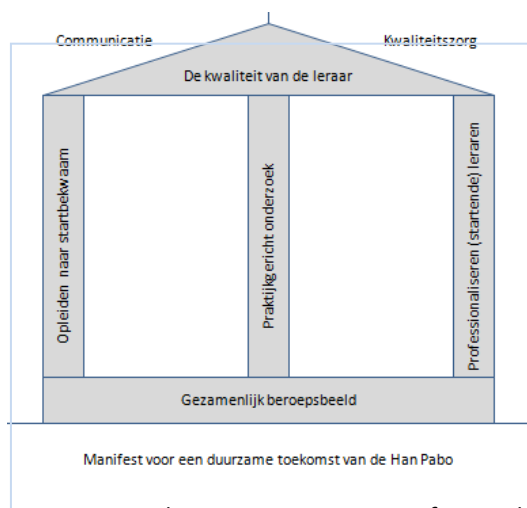 Communicatie
Kwaliteitszorg
De kwaliteit van de leraar
Opleiden naar startbekwaam
Praktijkgericht onderzoek
Professionaliseren (startende) leraren
Gezamenlijk beroepsbeeld
Manifest voor een duurzame toekomst van de Han Pabo